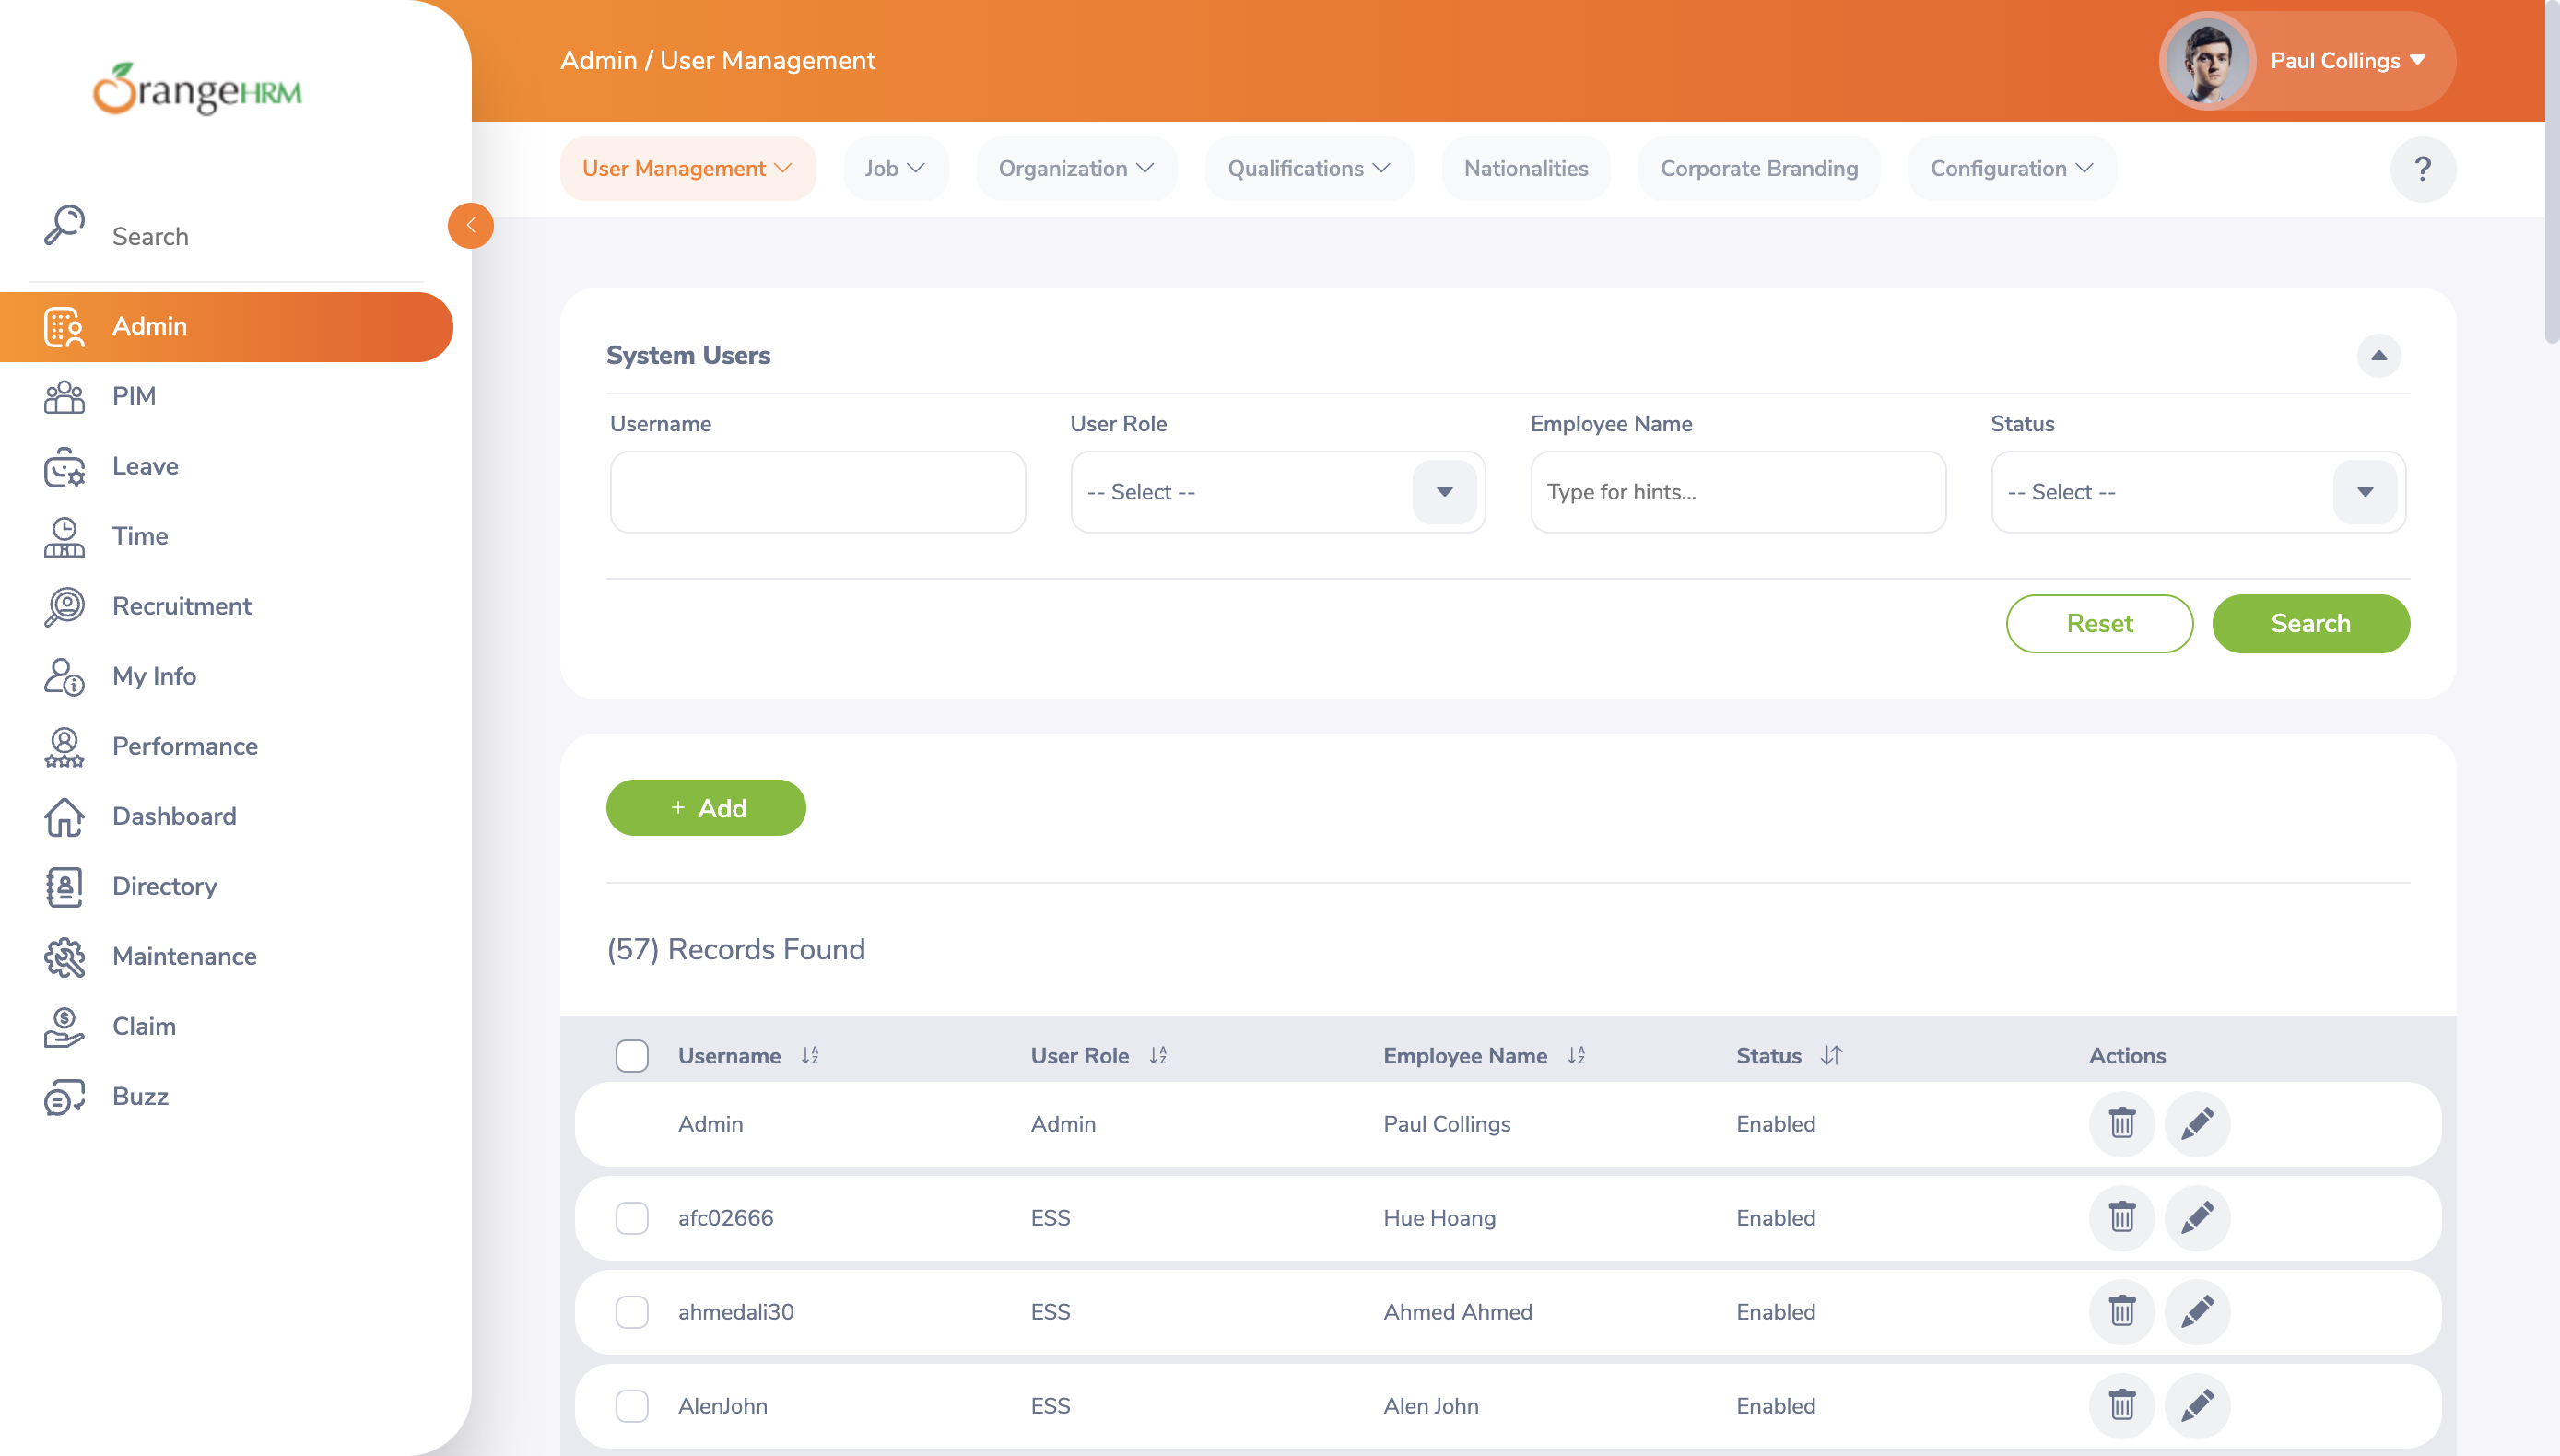 OrangeHRM
Admin / User Management
Paul Collings
User Management
Job
Organization
Qualifications
Nationalities
Corporate Branding
Configuration
?
Search
Admin
PIM
Leave
Time
Recruitment
My Info
Performance
Dashboard
Directory
Maintenance
Claim
Buzz
System Users
Username
User Role
Employee Name
Status
-- Select --
Type for hints...
-- Select --
Reset
Search
+ Add
(57) Records Found
Username
User Role
Employee Name
Status
Actions
Admin Admin Paul Collings Enabled
afc02666 ESS Hue Hoang Enabled
ahmedali30 ESS Ahmed Ahmed Enabled
AlenJohn ESS Alen John Enabled